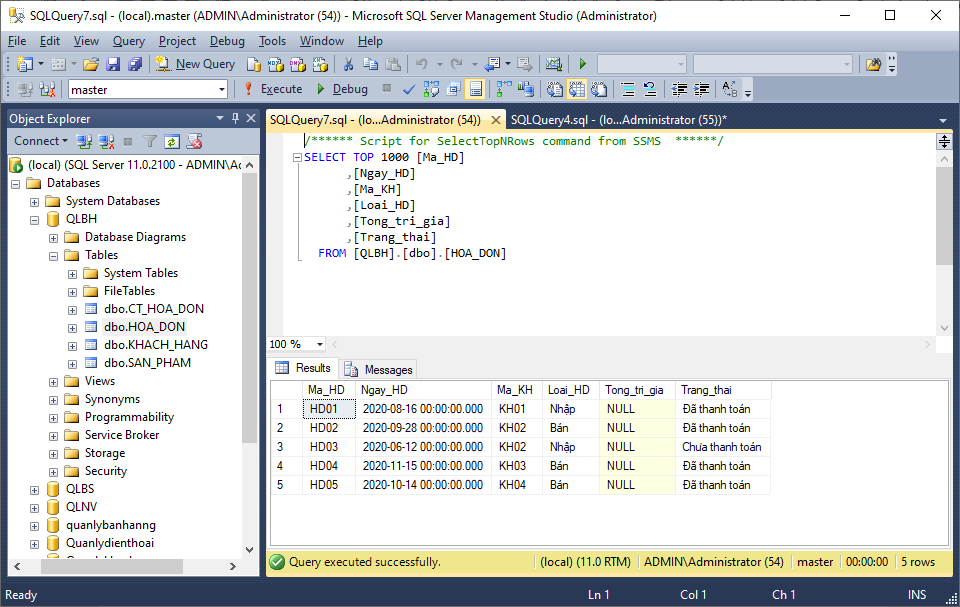 SQLQuery7.sql - (local).master (ADMIN\Administrator (54)) - Microsoft SQL Server Management Studio (Administrator)
File Edit View Query Project Debug Tools Window Help
New Query
master
Execute
Debug
Object Explorer
Connect
(local) (SQL Server 11.0.2100 - ADMIN\Ac
Databases
System Databases
QLBH
Database Diagrams
Tables
System Tables
FileTables
dbo.CT_HOA_DON
dbo.HOA_DON
dbo.KHACH_HANG
dbo.SAN_PHAM
Views
Synonyms
Programmability
Service Broker
Storage
Security
QLBS
QLNV
quanlybanhanng
Quanlydienthoai
SQLQuery7.sql - (lo...Administrator (54)) SQLQuery4.sql - (lo...Administrator (55))*
/****** Script for SelectTopNRows command from SSMS ******/
SELECT TOP 1000 [Ma_HD]
,[Ngay_HD]
,[Ma_KH]
,[Loai_HD]
,[Tong_tri_gia]
,[Trang_thai]
FROM [QLBH].[dbo].[HOA_DON]
100 %
Results Messages
Ma_HD Ngay_HD Ma_KH Loai_HD Tong_tri_gia Trang_thai
1 HD01 2020-08-16 00:00:00.000 KH01 Nhập NULL Đã thanh toán
2 HD02 2020-09-28 00:00:00.000 KH02 Bán NULL Đã thanh toán
3 HD03 2020-06-12 00:00:00.000 KH02 Nhập NULL Chưa thanh toán
4 HD04 2020-11-15 00:00:00.000 KH03 Bán NULL Đã thanh toán
5 HD05 2020-10-14 00:00:00.000 KH04 Bán NULL Đã thanh toán
Query executed successfully. (local) (11.0 RTM) ADMIN\Administrator (54) master 00:00:00 5 rows
Ready Ln 1 Col 1 Ch 1 INS